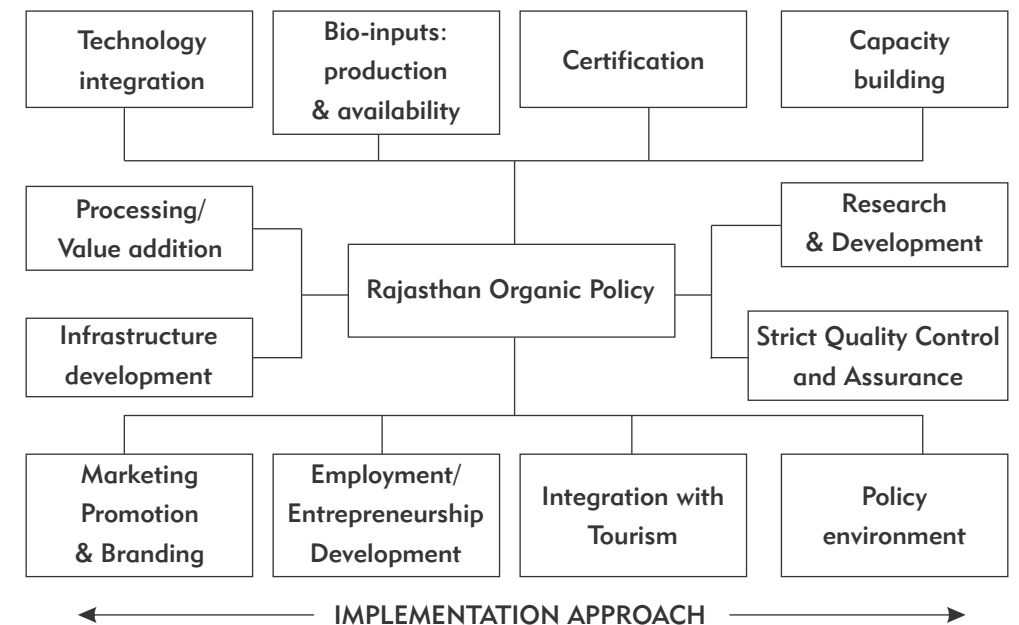 Technology
integration
Bio-inputs:
production
& availability
Certification
Capacity
building
Processing/
Value addition
Research
& Development
Rajasthan Organic Policy
Infrastructure
development
Strict Quality Control
and Assurance
Marketing
Promotion
& Branding
Employment/
Entrepreneurship
Development
Integration with
Tourism
Policy
environment
IMPLEMENTATION APPROACH